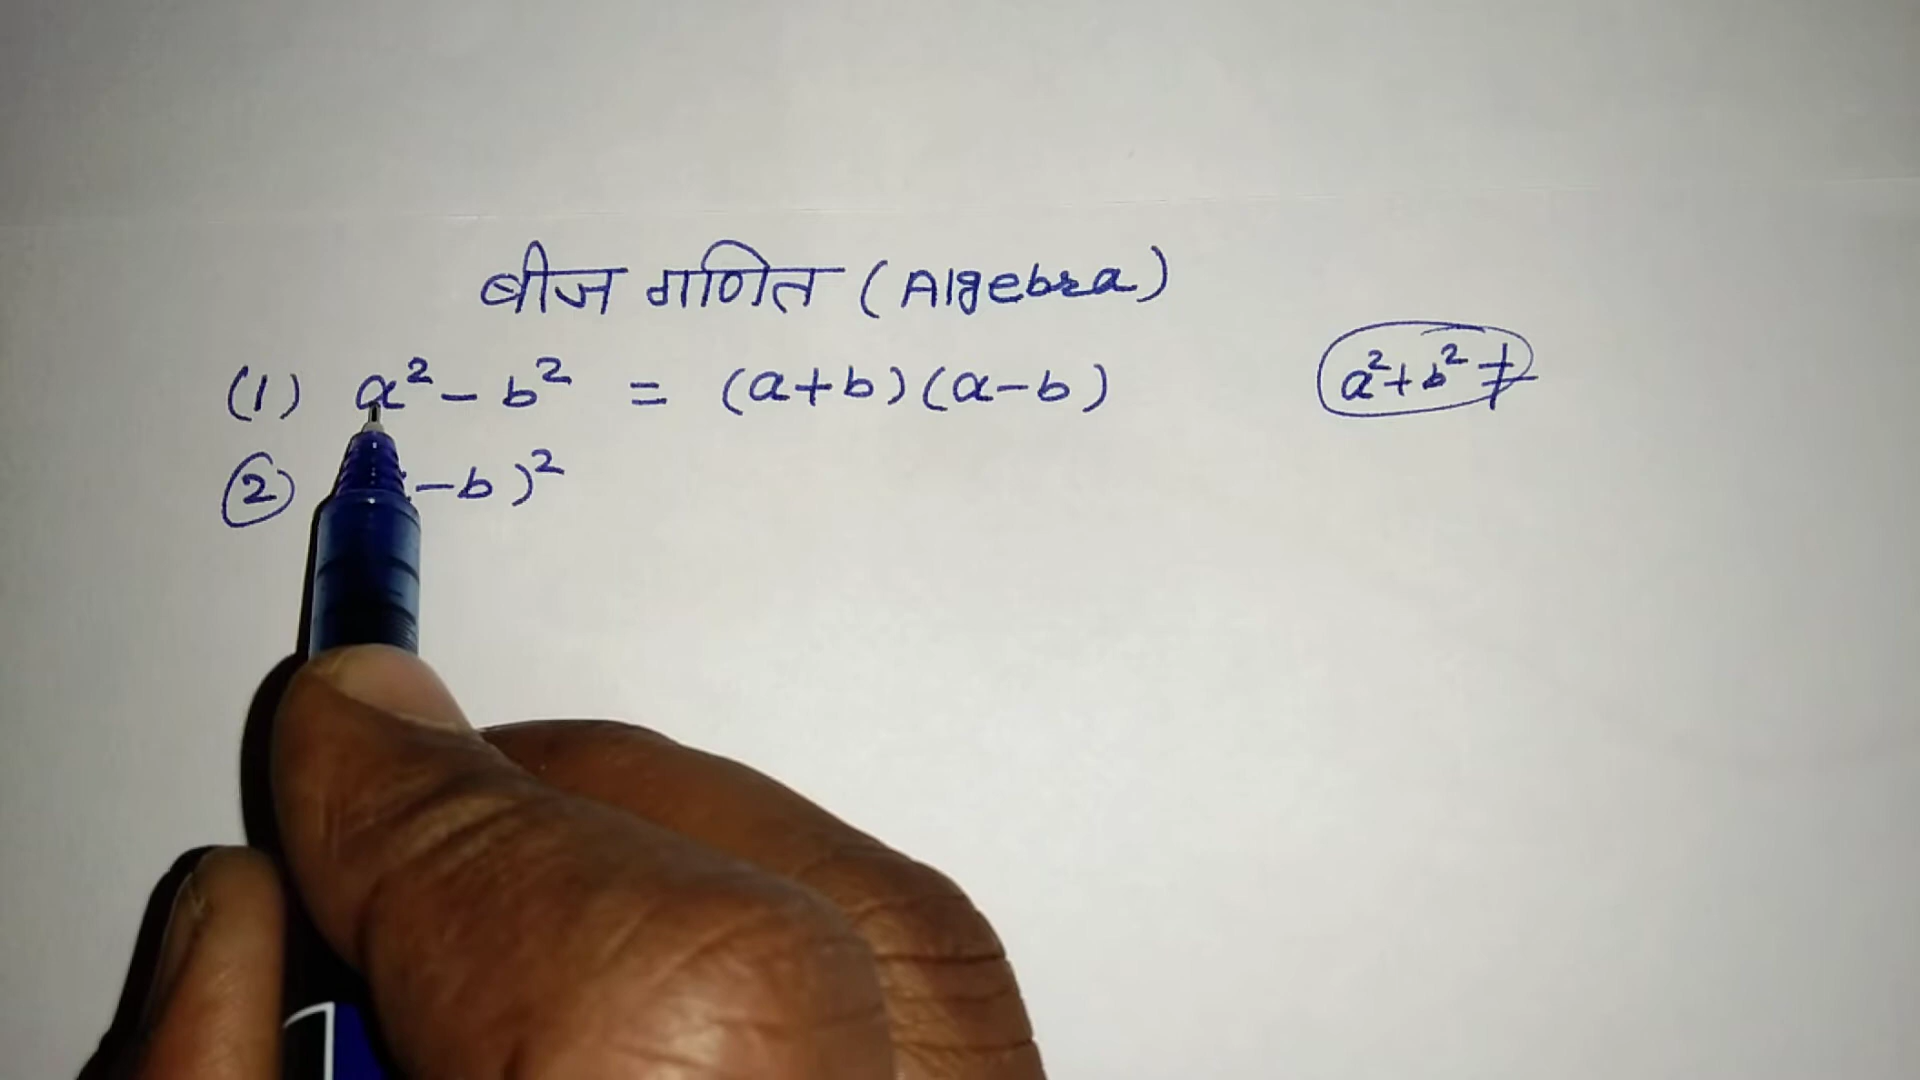 बीज गणित (Algebra)
(1) a² - b² = (a+b)(a-b)
a²+b² ≠
② -b)²